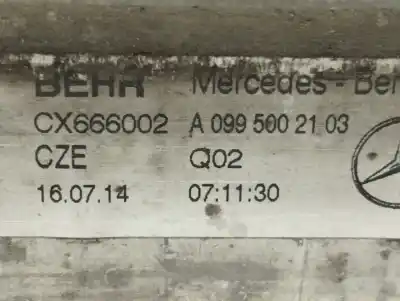 BEHR Mercedes - Ber
CX666002 A 099 500 21 03
CZE Q02
16.07.14 07:11:30